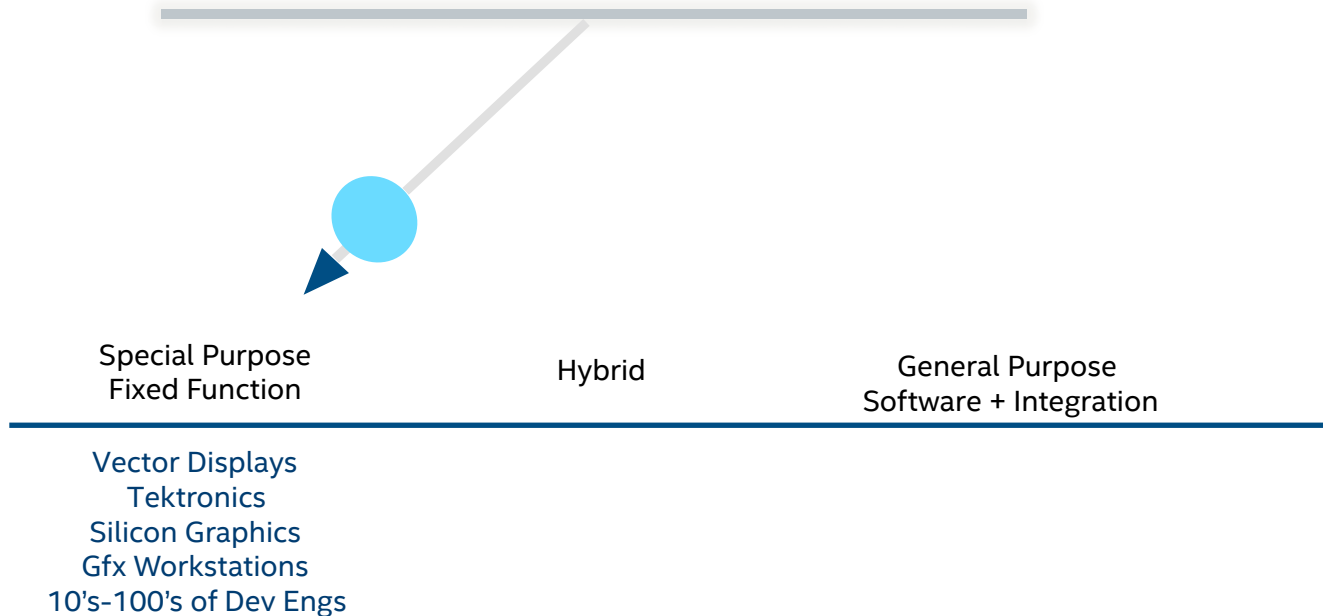 Special Purpose
Fixed Function
Hybrid
General Purpose
Software + Integration
Vector Displays
Tektronics
Silicon Graphics
Gfx Workstations
10’s-100’s of Dev Engs